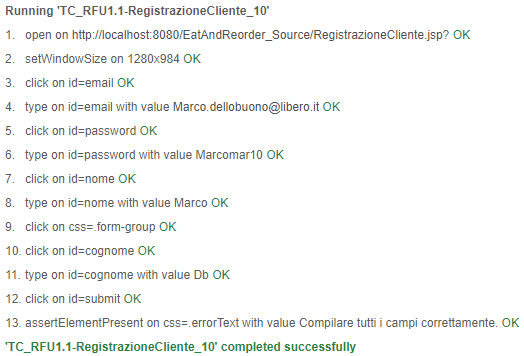 Running 'TC_RFU1.1-RegistrazioneCliente_10'
1. open on http://localhost:8080/EatAndReorder_Source/RegistrazioneCliente.jsp? OK
2. setWindowSize on 1280x984 OK
3. click on id=email OK
4. type on id=email with value Marco.dellobuono@libero.it OK
5. click on id=password OK
6. type on id=password with value Marcomar10 OK
7. click on id=nome OK
8. type on id=nome with value Marco OK
9. click on css=.form-group OK
10. click on id=cognome OK
11. type on id=cognome with value Db OK
12. click on id=submit OK
13. assertElementPresent on css=.errorText with value Compilare tutti i campi correttamente. OK
'TC_RFU1.1-RegistrazioneCliente_10' completed successfully